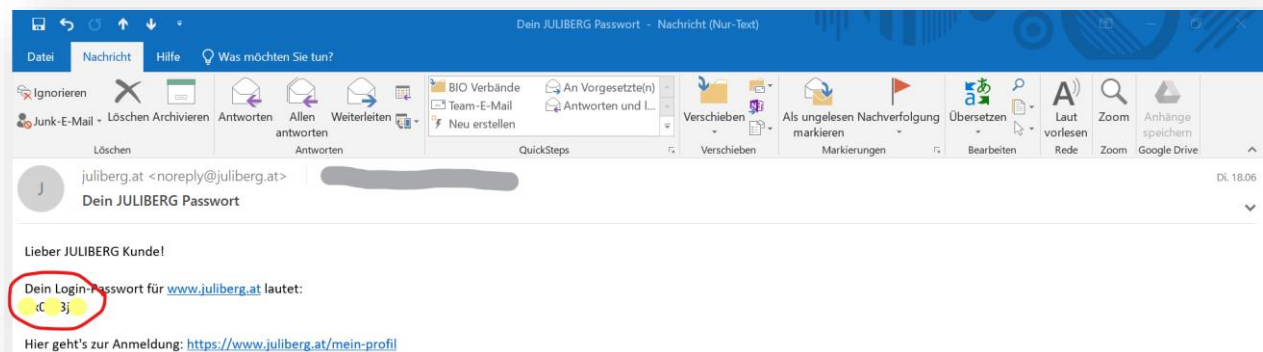 Dein JULIBERG Passwort - Nachricht (Nur-Text)
Datei Nachricht Hilfe Was möchten Sie tun?
Ignorieren
Junk-E-Mail
Löschen
Archivieren
Löschen
Antworten
Allen antworten
Weiterleiten
Antworten
BIO Verbände
Team-E-Mail
Neu erstellen
An Vorgesetzte(n)
Antworten und l...
QuickSteps
Verschieben
Verschieben
Als ungelesen markieren
Nachverfolgung
Markierungen
Übersetzen
Bearbeiten
Laut vorlesen
Rede
Zoom
Zoom
Anhänge speichern
Google Drive
J
juliberg.at <noreply@juliberg.at>
Di. 18.06
Dein JULIBERG Passwort
Lieber JULIBERG Kunde!
Dein Login-Passwort für www.juliberg.at lautet:
Hier geht's zur Anmeldung: https://www.juliberg.at/mein-profil